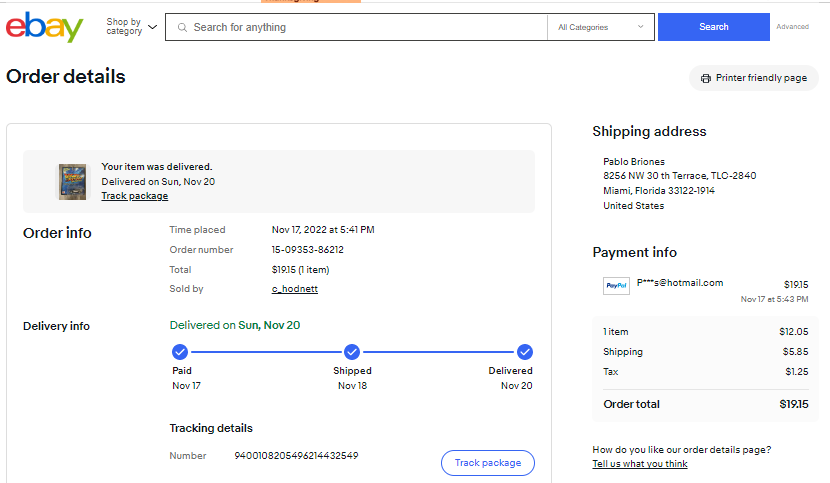 ebay
Shop by
category
Search for anything
All Categories
Search
Advanced
Order details
Printer friendly page
Your item was delivered.
Delivered on Sun, Nov 20
Track package
Order info
Time placed Nov 17, 2022 at 5:41 PM
Order number 15-09353-86212
Total $19.15 (1 item)
Sold by c_hodnett
Delivery info
Delivered on Sun, Nov 20
Paid Shipped Delivered
Nov 17 Nov 18 Nov 20
Tracking details
Number 9400108205496214432549
Track package
Shipping address
Pablo Briones
8256 NW 30 th Terrace, TLC-2840
Miami, Florida 33122-1914
United States
Payment info
PayPal P***s@hotmail.com $19.15
Nov 17 at 5:43 PM
1 item $12.05
Shipping $5.85
Tax $1.25
Order total $19.15
How do you like our order details page?
Tell us what you think